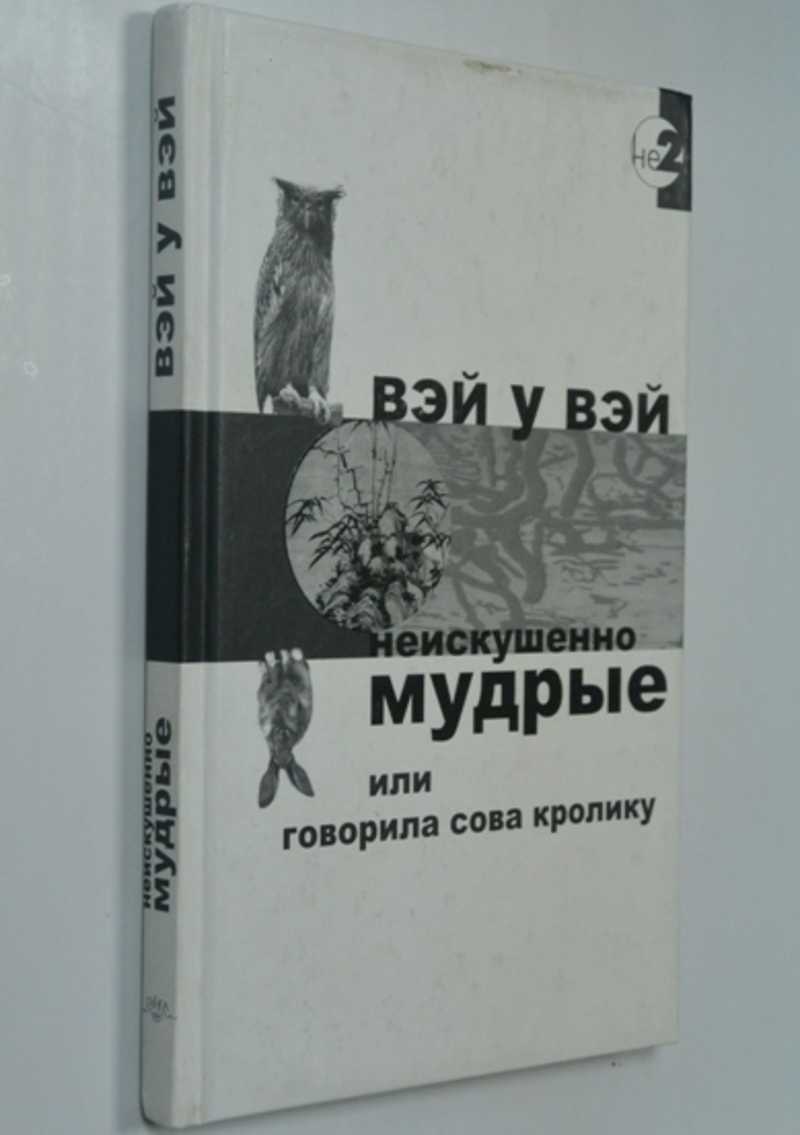 вэй у вэй
неискушенно
мудрые
не2
вэй у вэй
неискушенно
мудрые
или
говорила сова кролику